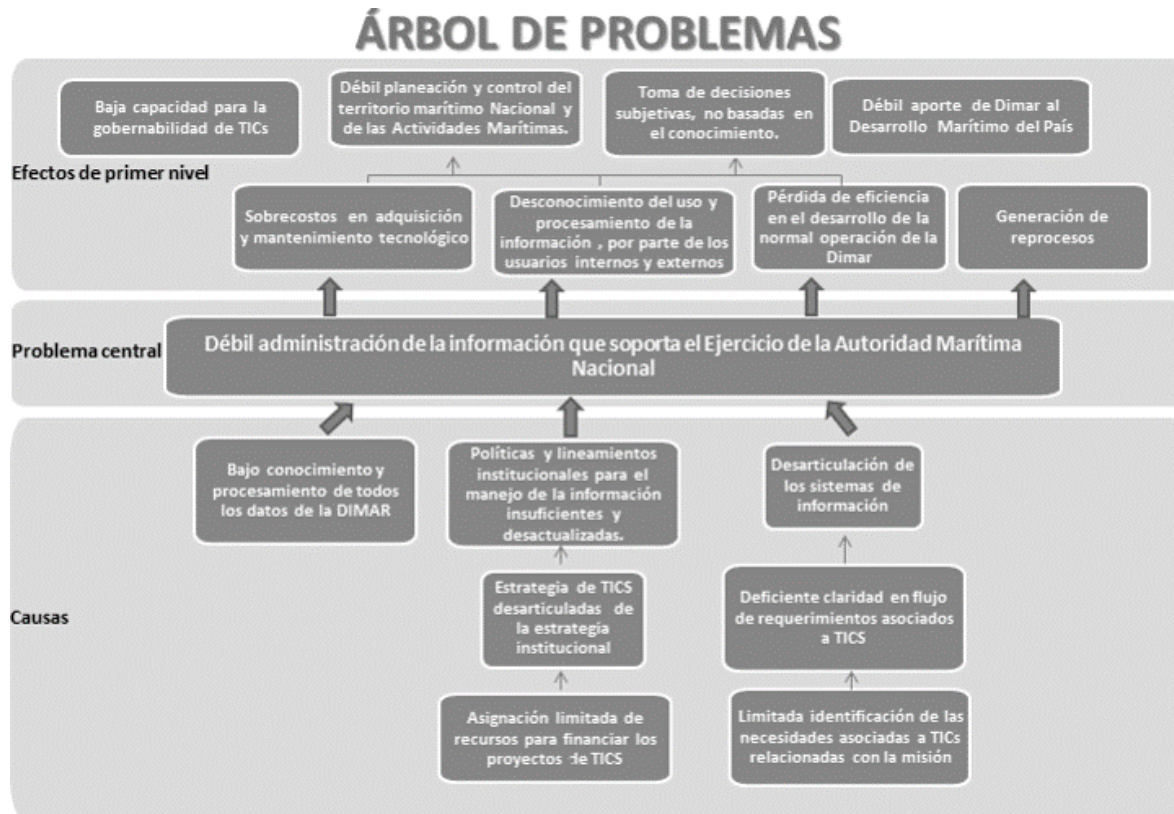 ÁRBOL DE PROBLEMAS
Baja capacidad para la
gobernabilidad de TICs
Débil planeación y control del
territorio marítimo Nacional y
de las Actividades Marítimas.
Toma de decisiones
subjetivas, no basadas en
el conocimiento.
Débil aporte de Dimar al
Desarrollo Marítimo del País
Efectos de primer nivel
Sobrecostos en adquisición
y mantenimiento tecnológico
Desconocimiento del uso y
procesamiento de la
información , por parte de los
usuarios internos y externos
Pérdida de eficiencia
en el desarrollo de la
normal operación de la
Dimar
Generación de
reprocesos
Problema central
Débil administración de la información que soporta el Ejercicio de la Autoridad Marítima
Nacional
Bajo conocimiento y
procesamiento de todos
los datos de la DIMAR
Políticas y lineamientos
institucionales para el
manejo de la información
insuficientes y
desactualizadas.
Desarticulación de
los sistemas de
información
Causas
Estrategia de TICS
desarticuladas de
la estrategia
institucional
Deficiente claridad en flujo
de requerimientos asociados
a TICS
Asignación limitada de
recursos para financiar los
proyectos de TICS
Limitada identificación de las
necesidades asociadas a TICs
relacionadas con la misión